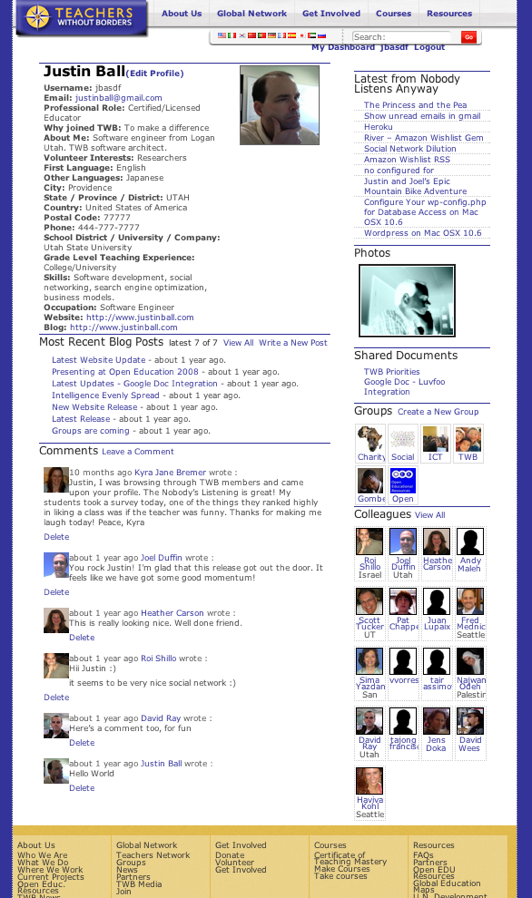 TEACHERS
WITHOUT BORDERS
About Us Global Network Get Involved Courses Resources
Search: Go
My Dashboard jbasdf Logout
Justin Ball(Edit Profile)
Username: jbasdf
Email: justinball@gmail.com
Professional Role: Certified/Licensed
Educator
Why joined TWB: To make a difference
About Me: Software engineer from Logan
Utah. TWB software architect.
Volunteer Interests: Researchers
First Language: English
Other Languages: Japanese
City: Providence
State / Province / District: UTAH
Country: United States of America
Postal Code: 77777
Phone: 444-777-7777
School District / University / Company:
Utah State University
Grade Level Teaching Experience:
College/University
Skills: Software development, social
networking, search engine optimization,
business models.
Occupation: Software Engineer
Website: http://www.justinball.com
Blog: http://www.justinball.com
Most Recent Blog Posts latest 7 of 7 View All Write a New Post
Latest Website Update - about 1 year ago.
Presenting at Open Education 2008 - about 1 year ago.
Latest Updates - Google Doc Integration - about 1 year ago.
Intelligence Evenly Spread - about 1 year ago.
New Website Release - about 1 year ago.
Latest Release - about 1 year ago.
Groups are coming - about 1 year ago.
Comments Leave a Comment
10 months ago Kyra Jane Bremer wrote :
Justin, I was browsing through TWB members and came
upon your profile. The Nobody's Listening is great! My
students took a survey today, one of the things they ranked highly
in liking a class was if the teacher was funny. Thanks for making me
laugh today! Peace, Kyra
Delete
about 1 year ago Joel Duffin wrote :
You rock Justin! I'm glad that this release got out the door. It
feels like we have got some good momentum!
Delete
about 1 year ago Heather Carson wrote :
This is really looking nice. Well done friend.
Delete
about 1 year ago Roi Shillo wrote :
Hii Justin :)
it seems to be very nice social network :)
Delete
about 1 year ago David Ray wrote :
Here's a comment too, for fun
Delete
about 1 year ago Justin Ball wrote :
Hello World
Delete
Latest from Nobody
Listens Anyway
The Princess and the Pea
Show unread emails in gmail
Heroku
River – Amazon Wishlist Gem
Social Network Dilution
Amazon Wishlist RSS
no configured for
Justin and Joel's Epic
Mountain Bike Adventure
Configure Your wp-config.php
for Database Access on Mac
OSX 10.6
Wordpress on Mac OSX 10.6
Photos
Shared Documents
TWB Priorities
Google Doc - Luvfoo
Integration
Groups Create a New Group
Charity Social ICT TWB
Gombe Open
Colleagues View All
Roi Shillo Israel
Joel Duffin Utah
Heathe Carson
Andy Maleh
Scott Tucker UT
Pat Chappe
Juan Lupaix
Fred Mednic Seattle
Sima Yazdan San
vvorres
tair assimo
Nalwan Odeh Palestin
David Ray Utah
tajong francis
Jens Doka
David Wees
Haviva Kohl Seattle
About Us
Who We Are
What We Do
Where We Work
Current Projects
Open Educ.
Resources
TWB News
Global Network
Teachers Network
Groups
News
Partners
TWB Media
Join
Get Involved
Donate
Volunteer
Get Involved
Courses
Certificate of
Teaching Mastery
Make Courses
Take courses
Resources
FAQs
Partners
Open EDU
Resources
Global Education
Maps
U.N. Development